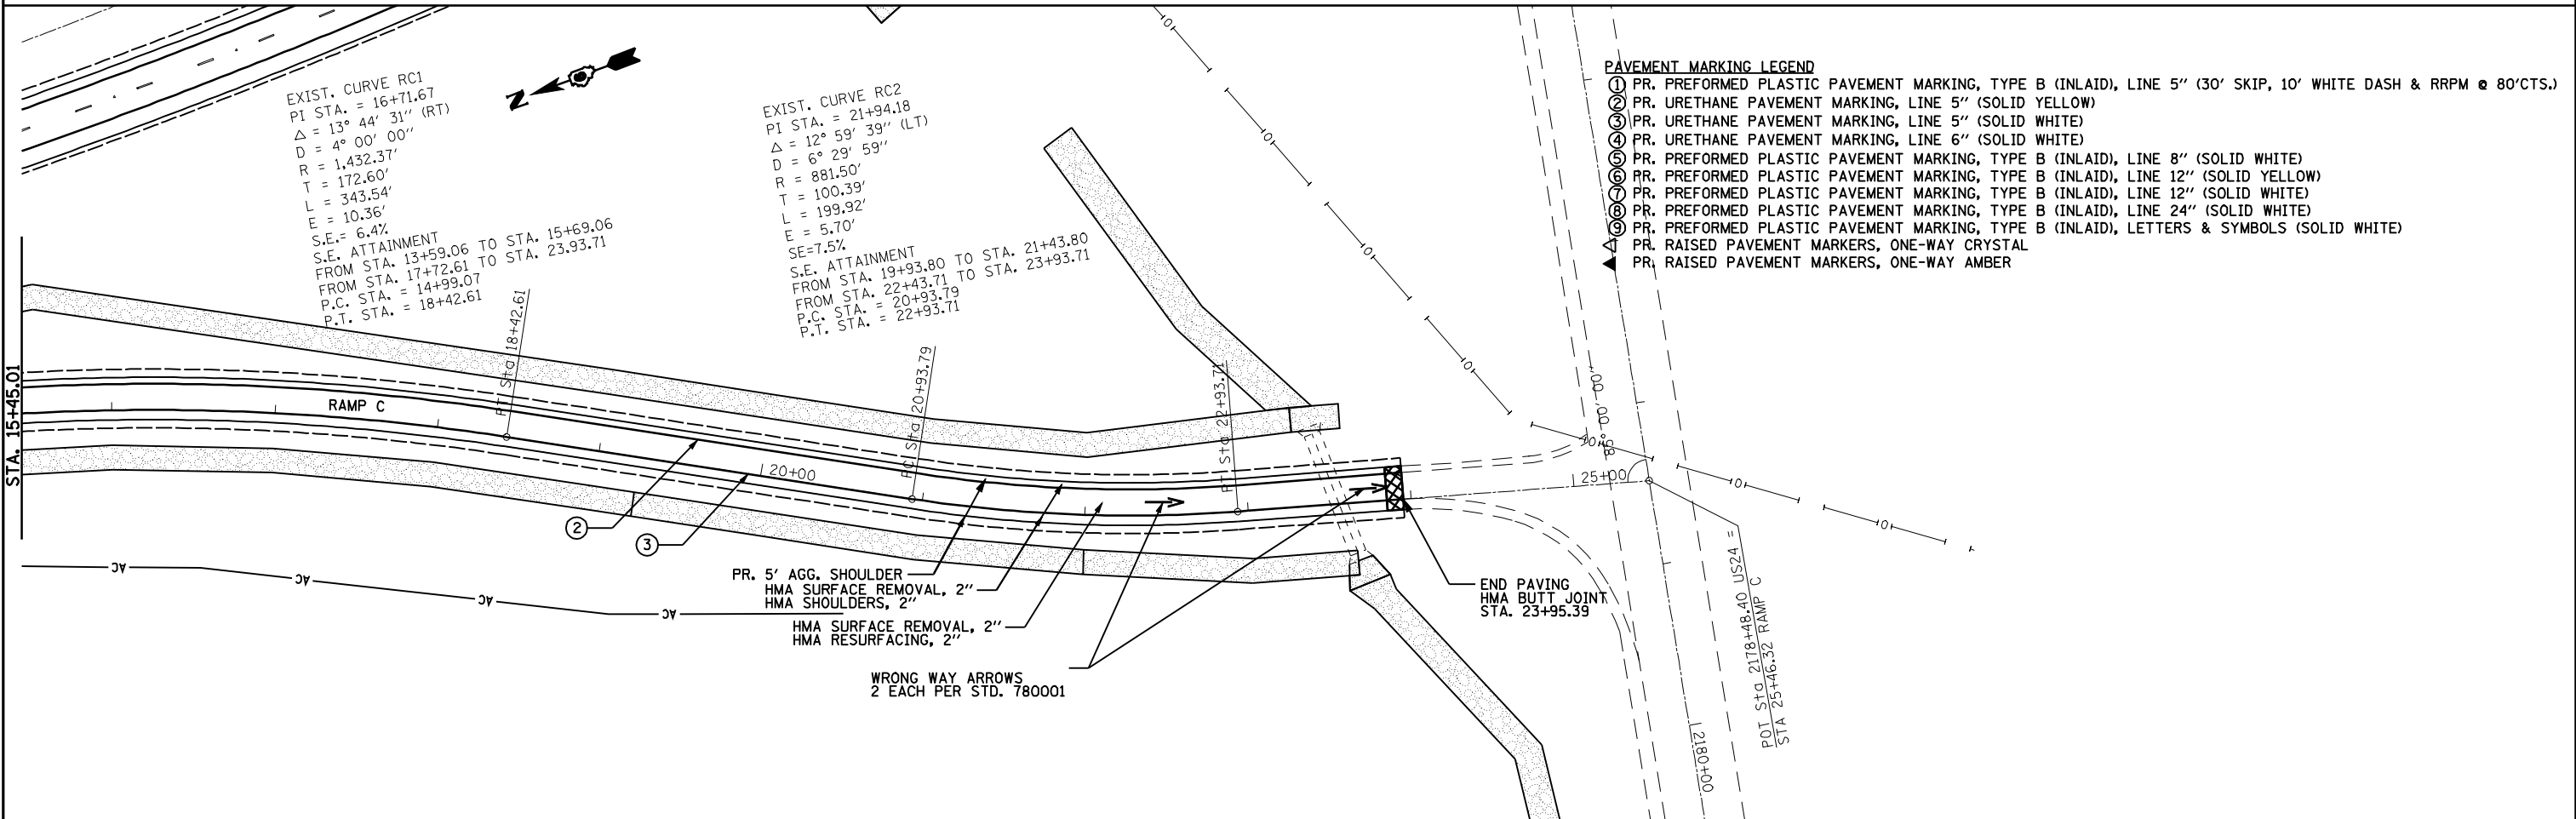 EXIST. CURVE RC1
PI STA. = 16+71.67
△ = 13° 44' 31" (RT)
D = 4° 00' 00"
R = 1,432.37'
T = 172.60'
L = 343.54'
E = 10.36'
S.E.= 6.4%
S.E. ATTAINMENT
FROM STA. 13+59.06 TO STA. 15+69.06
FROM STA. 17+72.61 TO STA. 23.93.71
P.C. STA. = 14+99.07
P.T. STA. = 18+42.61
N
EXIST. CURVE RC2
PI STA. = 21+94.18
△ = 12° 59' 39" (LT)
D = 6° 29' 59"
R = 881.50'
T = 100.39'
L = 199.92'
E = 5.70'
SE=7.5%
S.E. ATTAINMENT
FROM STA. 19+93.80 TO STA. 21+43.80
FROM STA. 22+43.71 TO STA. 23+93.71
P.C. STA. = 20+93.79
P.T. STA. = 22+93.71
PAVEMENT MARKING LEGEND
① PR. PREFORMED PLASTIC PAVEMENT MARKING, TYPE B (INLAID), LINE 5" (30' SKIP, 10' WHITE DASH & RRPM @ 80'CTS.)
② PR. URETHANE PAVEMENT MARKING, LINE 5" (SOLID YELLOW)
③ PR. URETHANE PAVEMENT MARKING, LINE 5" (SOLID WHITE)
④ PR. URETHANE PAVEMENT MARKING, LINE 6" (SOLID WHITE)
⑤ PR. PREFORMED PLASTIC PAVEMENT MARKING, TYPE B (INLAID), LINE 8" (SOLID WHITE)
⑥ PR. PREFORMED PLASTIC PAVEMENT MARKING, TYPE B (INLAID), LINE 12" (SOLID YELLOW)
⑦ PR. PREFORMED PLASTIC PAVEMENT MARKING, TYPE B (INLAID), LINE 12" (SOLID WHITE)
⑧ PR. PREFORMED PLASTIC PAVEMENT MARKING, TYPE B (INLAID), LINE 24" (SOLID WHITE)
⑨ PR. PREFORMED PLASTIC PAVEMENT MARKING, TYPE B (INLAID), LETTERS & SYMBOLS (SOLID WHITE)
PR. RAISED PAVEMENT MARKERS, ONE-WAY CRYSTAL
PR. RAISED PAVEMENT MARKERS, ONE-WAY AMBER
STA. 15+45.01
RAMP C
PT Sta 18+42.61
20+00
PC Sta 20+93.79
PT Sta 22+93.71
25+00
85° 00' 00"
②
③
AC
AC
AC
AC
PR. 5' AGG. SHOULDER
HMA SURFACE REMOVAL, 2"
HMA SHOULDERS, 2"
HMA SURFACE REMOVAL, 2"
HMA RESURFACING, 2"
WRONG WAY ARROWS
2 EACH PER STD. 780001
END PAVING
HMA BUTT JOINT
STA. 23+95.39
POT Sta 2178+48.40 US24 =
STA 25+46.32 RAMP C
2180+00